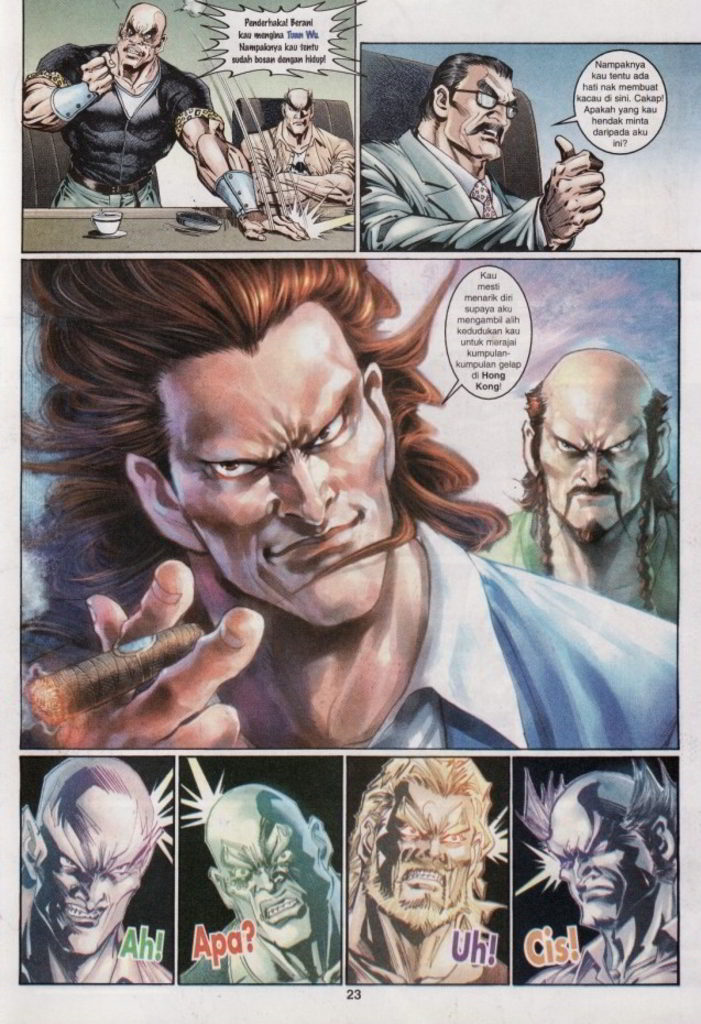 Penderhaka! Berani
kau mengina Tuan Wu.
Nampaknya kau tentu
sudah bosan dengan hidup!
Nampaknya
kau tentu ada
hati nak membuat
kacau di sini. Cakap!
Apakah yang kau
hendak minta
daripada aku
ini?
Kau
mesti
menarik diri
supaya aku
mengambil alih
kedudukan kau
untuk merajai
kumpulan-
kumpulan gelap
di Hong
Kong!
Ah!
Apa?
Uh!
Cis!
23